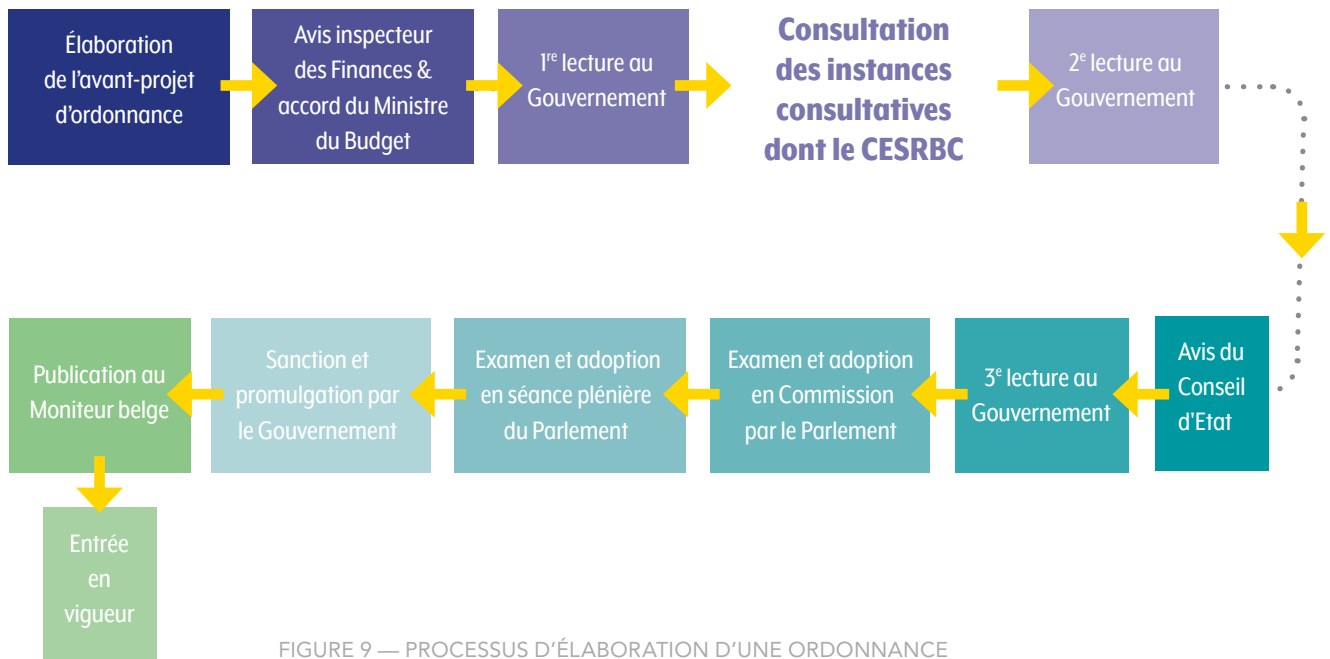 Élaboration
de l'avant-projet
d'ordonnance
Avis inspecteur
des Finances &
accord du Ministre
du Budget
1re lecture au
Gouvernement
Consultation
des instances
consultatives
dont le CESRBC
2e lecture au
Gouvernement
Avis du
Conseil
d'Etat
3e lecture au
Gouvernement
Examen et adoption
en Commission
par le Parlement
Examen et adoption
en séance plénière
du Parlement
Sanction et
promulgation par
le Gouvernement
Publication au
Moniteur belge
Entrée
en
vigueur
FIGURE 9 — PROCESSUS D'ÉLABORATION D'UNE ORDONNANCE